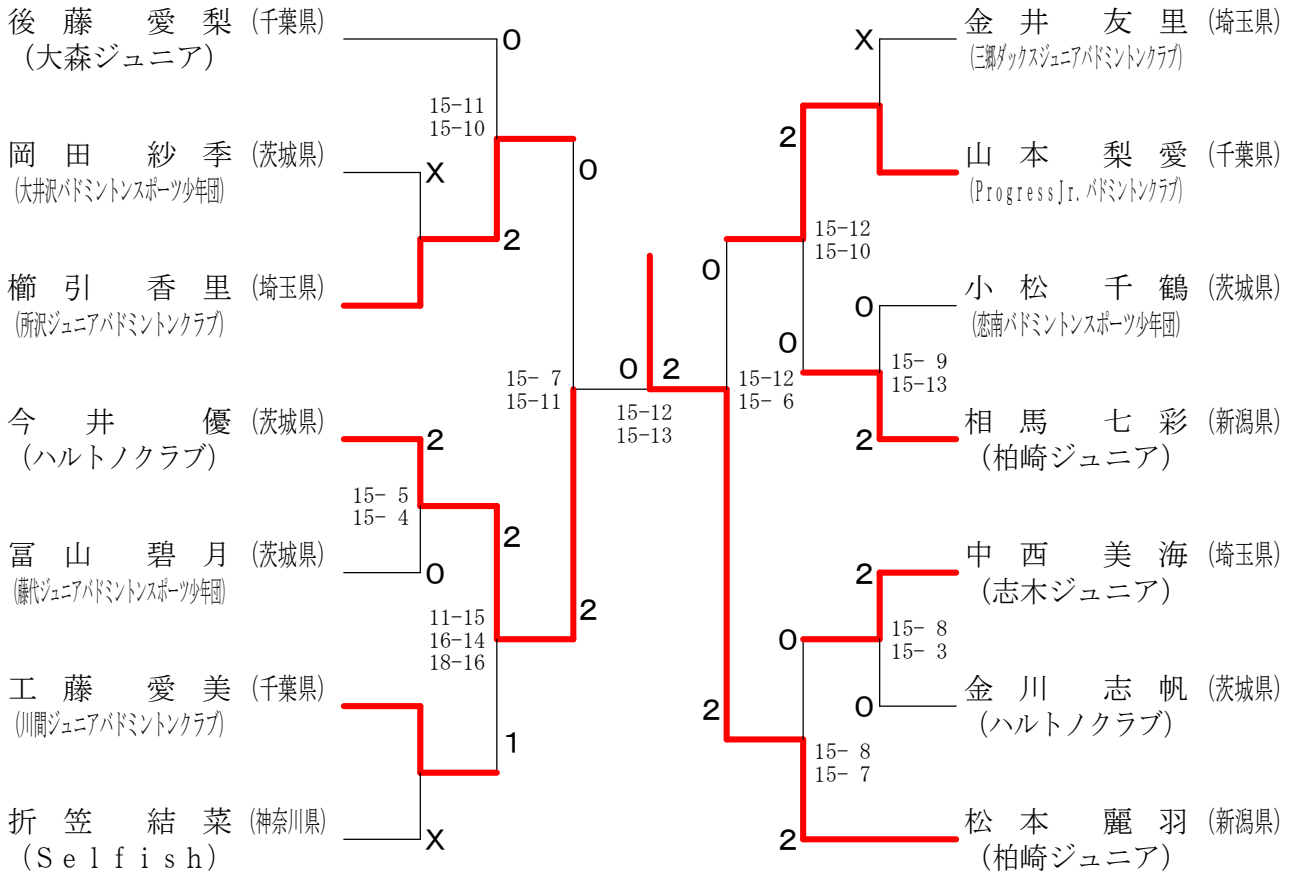 後藤 愛梨 (千葉県)
(大森ジュニア)
0
15-11
15-10
岡田 紗季 (茨城県)
(大井沢バドミントンスポーツ少年団)
X
2
櫛引 香里 (埼玉県)
(所沢ジュニアバドミントンクラブ)
0
15- 7
15-11
今井 優 (茨城県)
(ハルトノクラブ)
2
15- 5
15- 4
2
冨山 碧月 (茨城県)
(藤代ジュニアバドミントンスポーツ少年団)
0
11-15
16-14
18-16
2
工藤 愛美 (千葉県)
(川間ジュニアバドミントンクラブ)
1
折笠 結菜 (神奈川県)
(Selfish)
X
0 2
15-12
15-13
金井 友里 (埼玉県)
(三郷ダックスジュニアバドミントンクラブ)
X
2
山本 梨愛 (千葉県)
(ProgressJr.バドミントンクラブ)
15-12
15-10
0
小松 千鶴 (茨城県)
(恋南バドミントンスポーツ少年団)
0
0
15- 9
15-13
15-12
15- 6
相馬 七彩 (新潟県)
(柏崎ジュニア)
2
中西 美海 (埼玉県)
(志木ジュニア)
2
0
15- 8
15- 3
金川 志帆 (茨城県)
(ハルトノクラブ)
0
2
15- 8
15- 7
松本 麗羽 (新潟県)
(柏崎ジュニア)
2